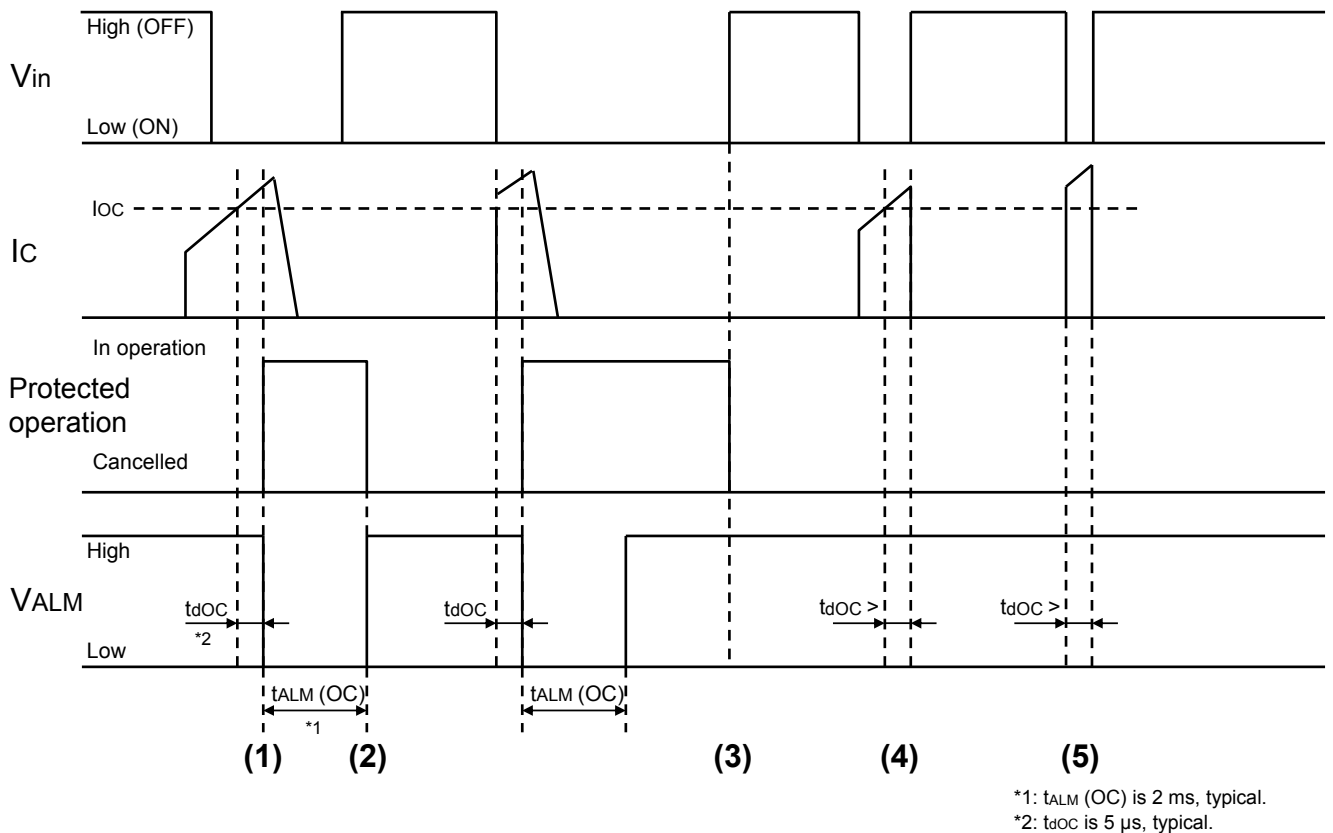 High (OFF)
Vin
Low (ON)
IOC
IC
In operation
Protected
operation
Cancelled
High
VALM
tdOC
*2
tdOC
tdOC >
tdOC >
Low
tALM (OC)
*1
tALM (OC)
(1)
(2)
(3)
(4)
(5)
*1: tALM (OC) is 2 ms, typical.
*2: tdOC is 5 µs, typical.